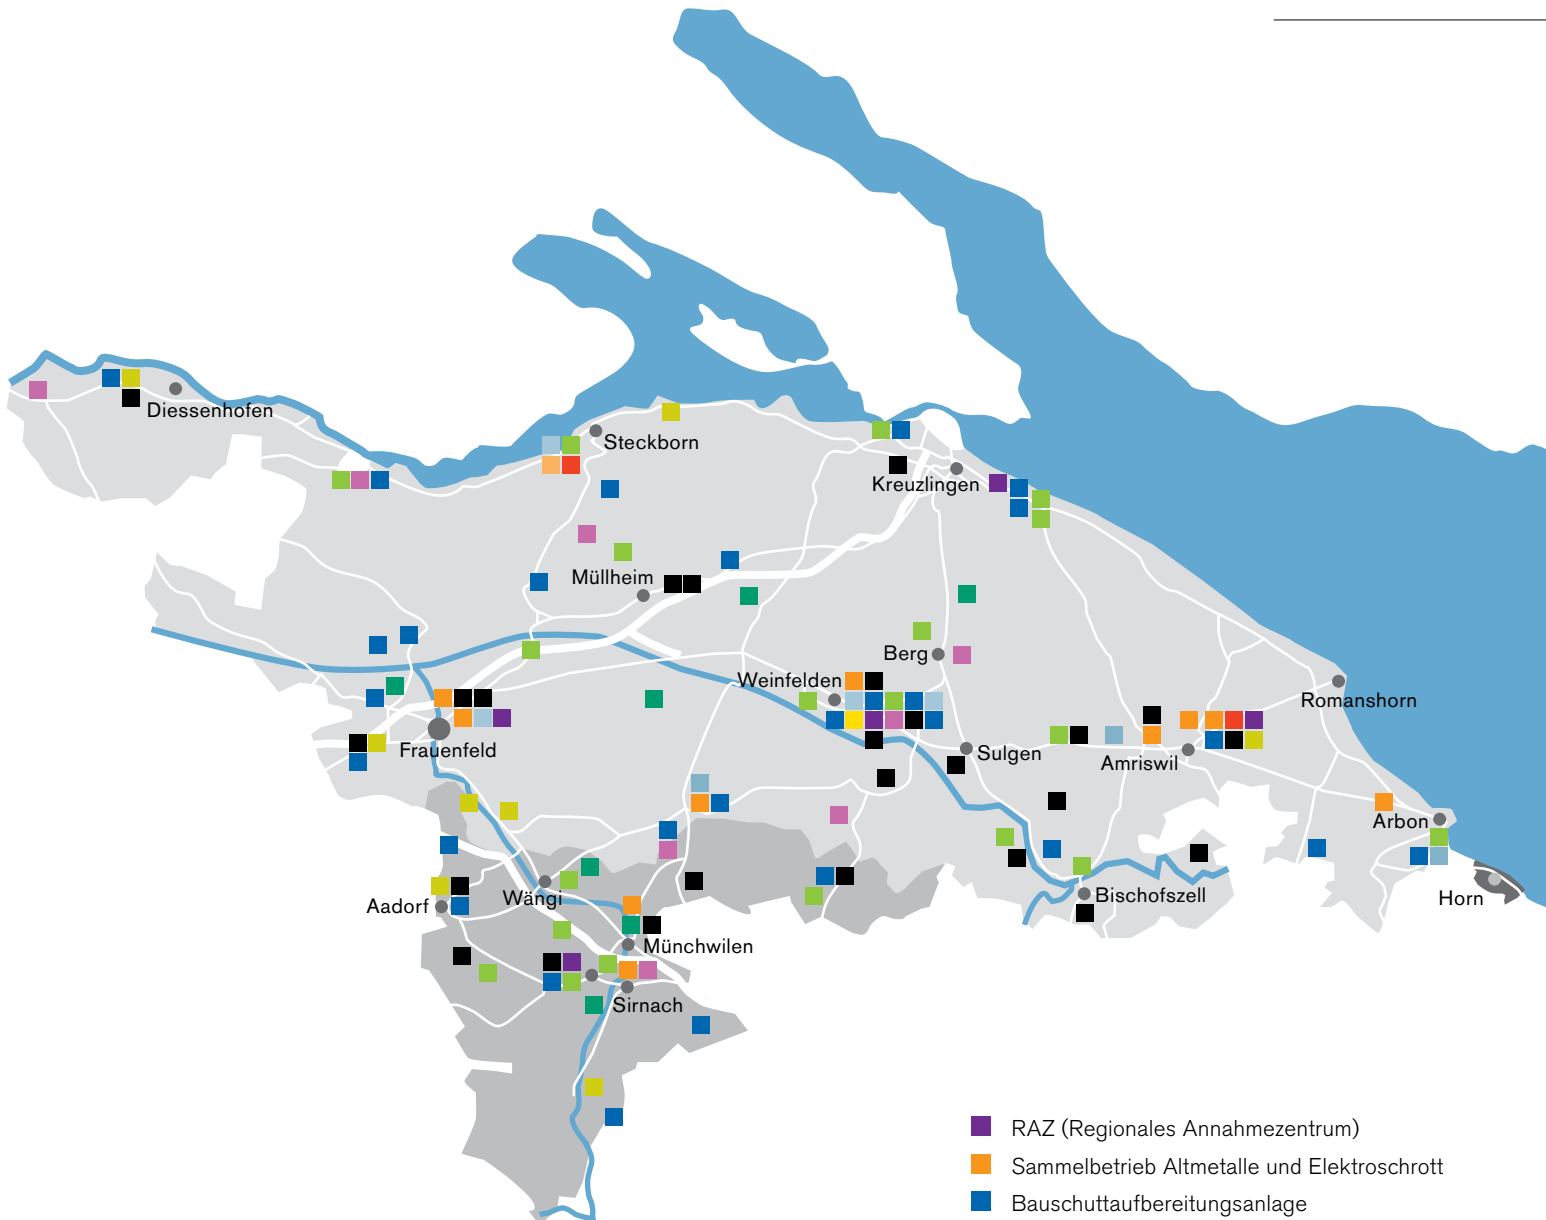 Diessenhofen
Steckborn
Kreuzlingen
Müllheim
Berg
Weinfelden
Romanshorn
Frauenfeld
Sulgen
Amriswil
Arbon
Wängi
Aadorf
Bischofszell
Horn
Münchwilen
Sirnach
RAZ (Regionales Annahmezentrum)
Sammelbetrieb Altmetalle und Elektroschrott
Bauschuttaufbereitungsanlage